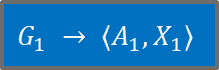 G₁ → ⟨A₁, X₁⟩